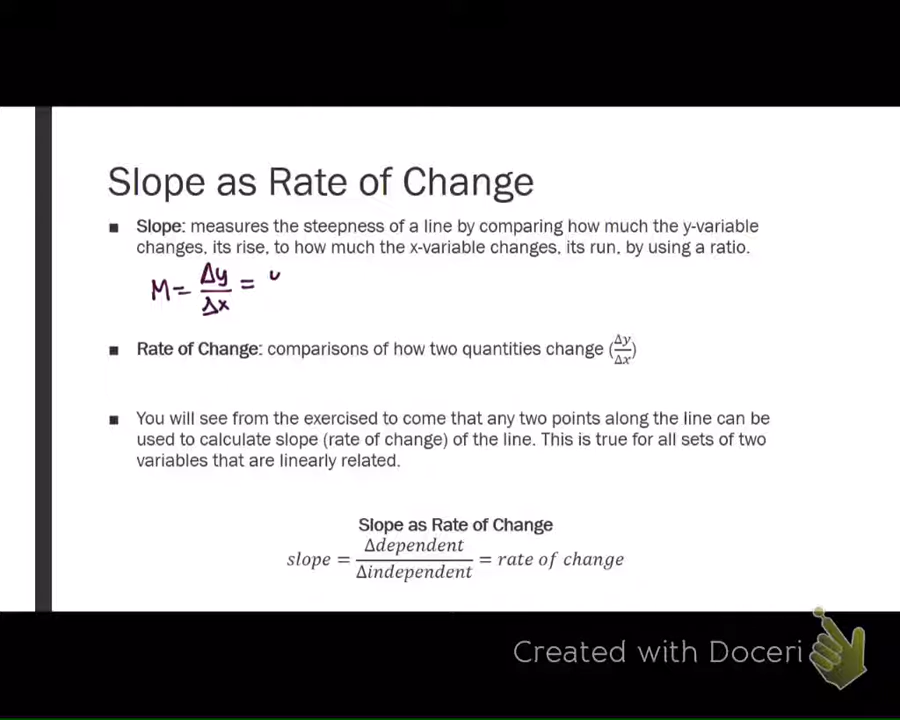 Slope as Rate of Change
■ Slope: measures the steepness of a line by comparing how much the y-variable
changes, its rise, to how much the x-variable changes, its run, by using a ratio.
M = Δy/Δx =
■ Rate of Change: comparisons of how two quantities change (Δy/Δx)
■ You will see from the exercised to come that any two points along the line can be
used to calculate slope (rate of change) of the line. This is true for all sets of two
variables that are linearly related.
Slope as Rate of Change
slope = Δdependent/Δindependent = rate of change
Created with Doceri